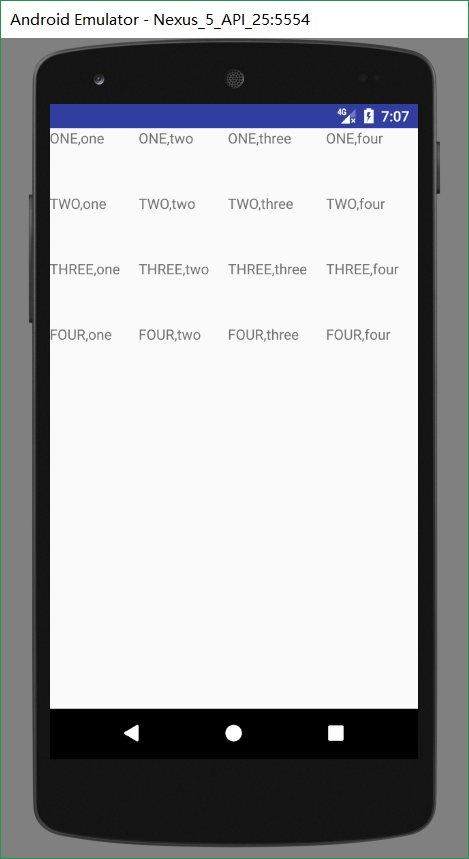 Android Emulator - Nexus_5_API_25:5554
4G 7:07
ONE,one ONE,two ONE,three ONE,four
TWO,one TWO,two TWO,three TWO,four
THREE,one THREE,two THREE,three THREE,four
FOUR,one FOUR,two FOUR,three FOUR,four